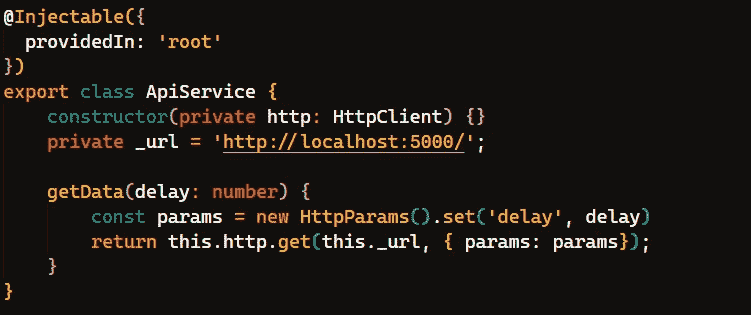 @Injectable({
  providedIn: 'root'
})
export class ApiService {
    constructor(private http: HttpClient) {}
    private _url = 'http://localhost:5000/';
    getData(delay: number) {
        const params = new HttpParams().set('delay', delay)
        return this.http.get(this._url, { params: params});
    }
}